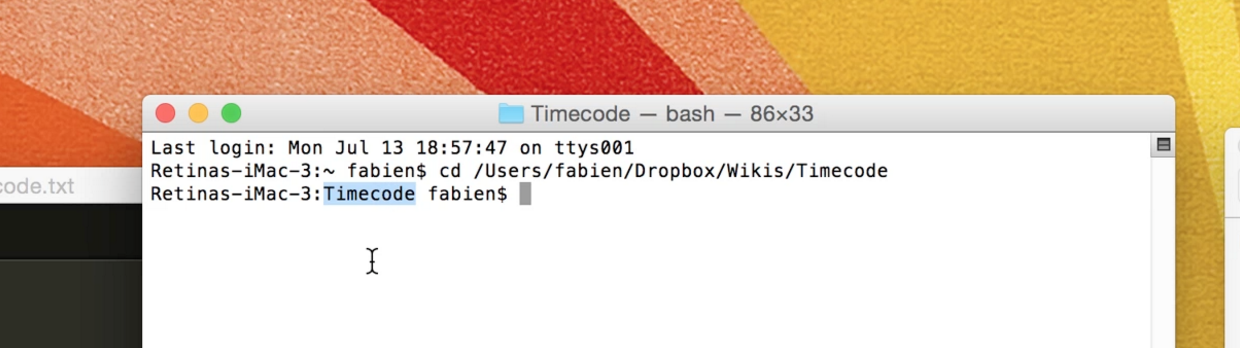 Timecode — bash — 86×33
Last login: Mon Jul 13 18:57:47 on ttys001
Retinas-iMac-3:~ fabien$ cd /Users/fabien/Dropbox/Wikis/Timecode
code.txt
Retinas-iMac-3:Timecode fabien$